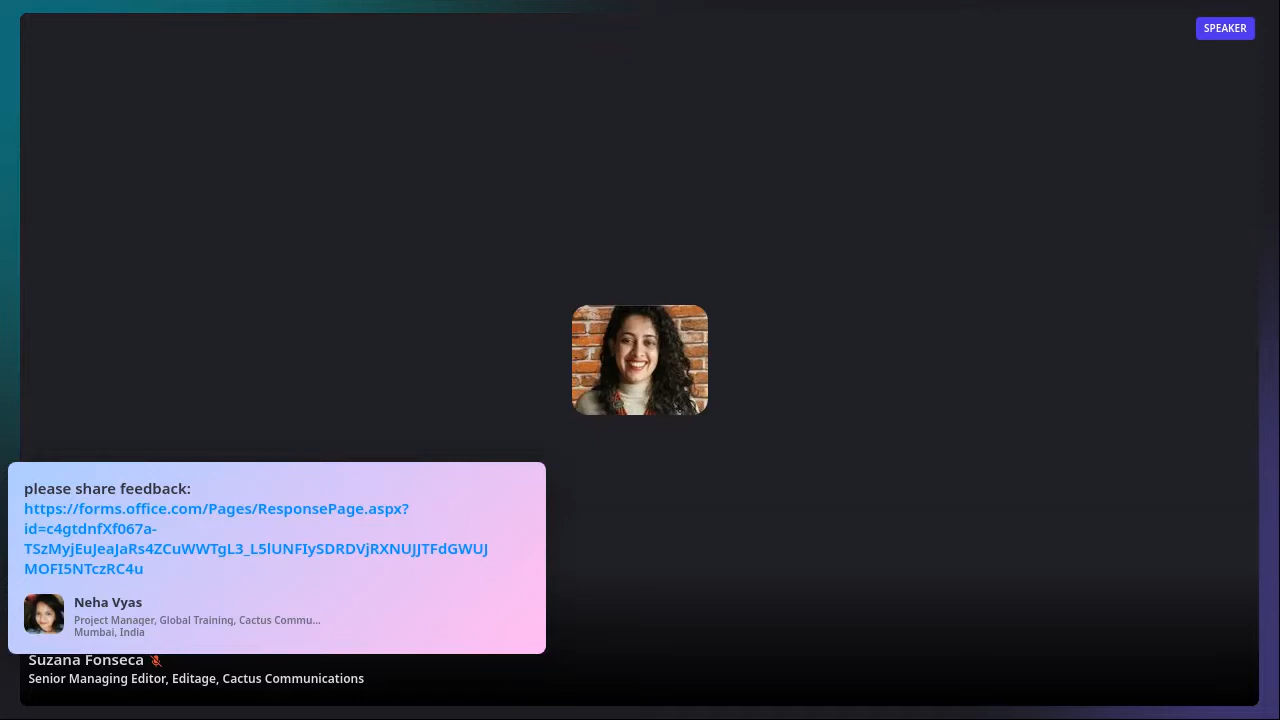 SPEAKER
please share feedback:
https://forms.office.com/Pages/ResponsePage.aspx?
id=c4gtdnfXf067a-
TSzMyjEuJeaJaRs4ZCuWWTgL3_L5lUNFIySDRDVjRXNUJJTFdGWUJ
MOFI5NTczRC4u
Neha Vyas
Project Manager, Global Training, Cactus Commu...
Mumbai, India
Suzana Fonseca
Senior Managing Editor, Editage, Cactus Communications